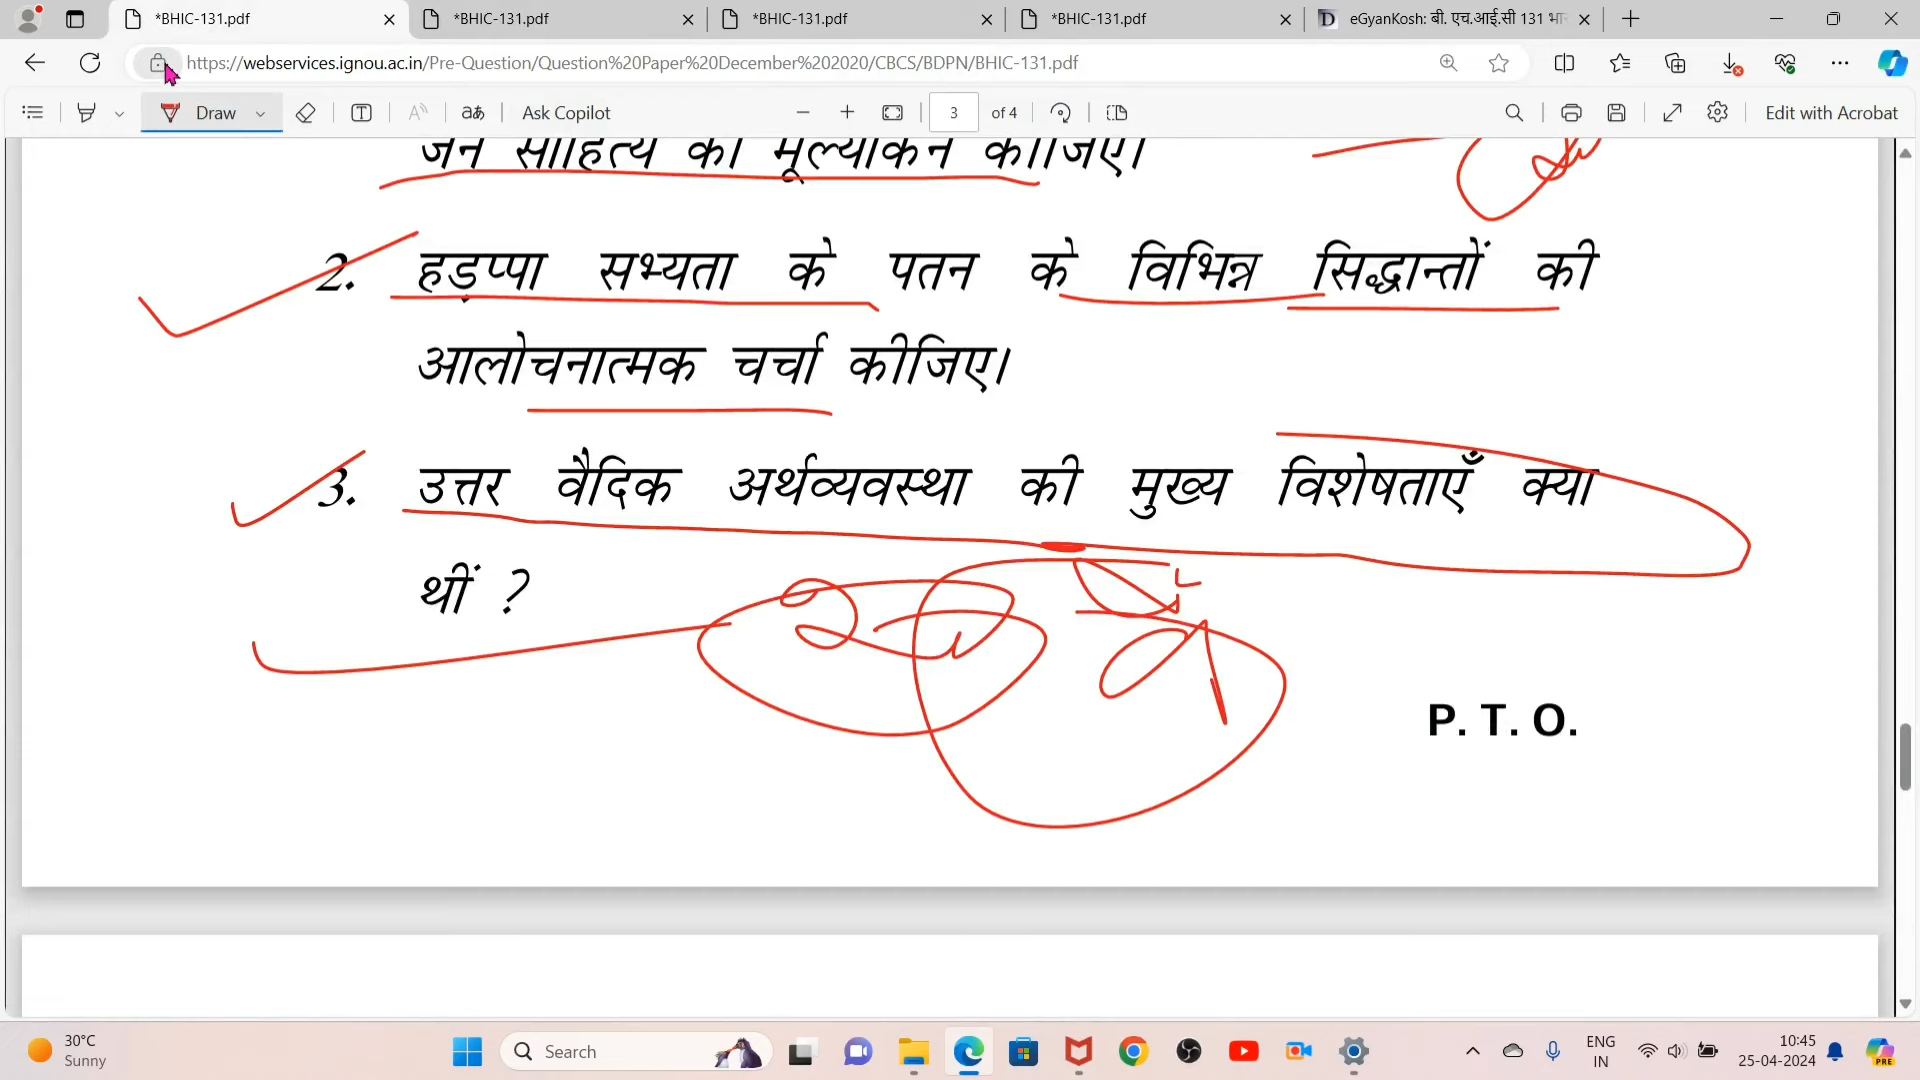 *BHIC-131.pdf
*BHIC-131.pdf
*BHIC-131.pdf
*BHIC-131.pdf
eGyanKosh: बी. एच.आई.सी 131 भा
https://webservices.ignou.ac.in/Pre-Question/Question%20Paper%20December%202020/CBCS/BDPN/BHIC-131.pdf
Draw
Ask Copilot
3 of 4
Edit with Acrobat
जन साहित्य का मूल्यांकन कीजिए।
2. हड़प्पा सभ्यता के पतन के विभिन्न सिद्धान्तों की
आलोचनात्मक चर्चा कीजिए।
3. उत्तर वैदिक अर्थव्यवस्था की मुख्य विशेषताएँ क्या
थीं ?
P. T. O.
30°C
Sunny
Search
ENG
IN
10:45
25-04-2024